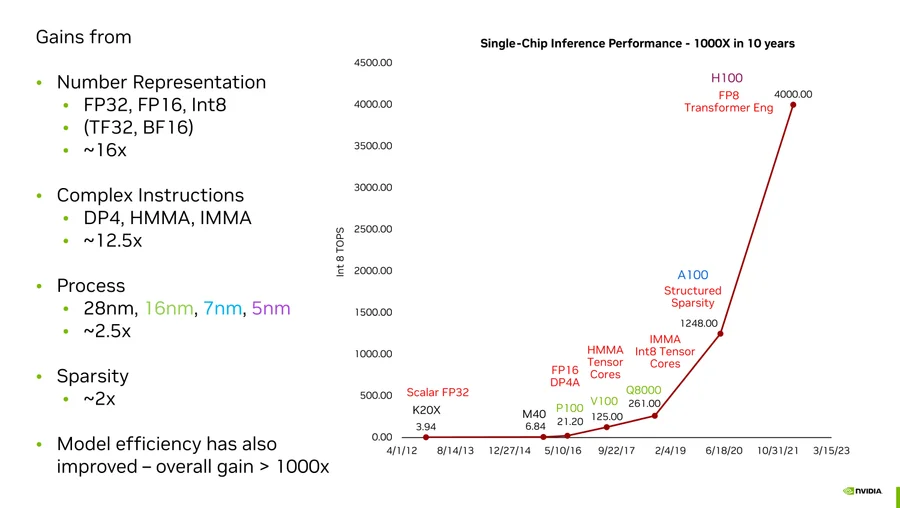 Gains from
• Number Representation
• FP32, FP16, Int8
• (TF32, BF16)
• ~16x
• Complex Instructions
• DP4, HMMA, IMMA
• ~12.5x
• Process
• 28nm, 16nm, 7nm, 5nm
• ~2.5x
• Sparsity
• ~2x
• Model efficiency has also
improved – overall gain > 1000x
Single-Chip Inference Performance - 1000X in 10 years
Int 8 TOPS
4500.00
4000.00
3500.00
3000.00
2500.00
2000.00
1500.00
1000.00
500.00
0.00
Scalar FP32
K20X
3.94
M40
6.84
FP16
DP4A
P100
21.20
HMMA
Tensor
Cores
V100
125.00
IMMA
Int8 Tensor
Cores
Q8000
261.00
A100
Structured
Sparsity
1248.00
H100
FP8
Transformer Eng
4000.00
4/1/12
8/14/13
12/27/14
5/10/16
9/22/17
2/4/19
6/18/20
10/31/21
3/15/23
NVIDIA.